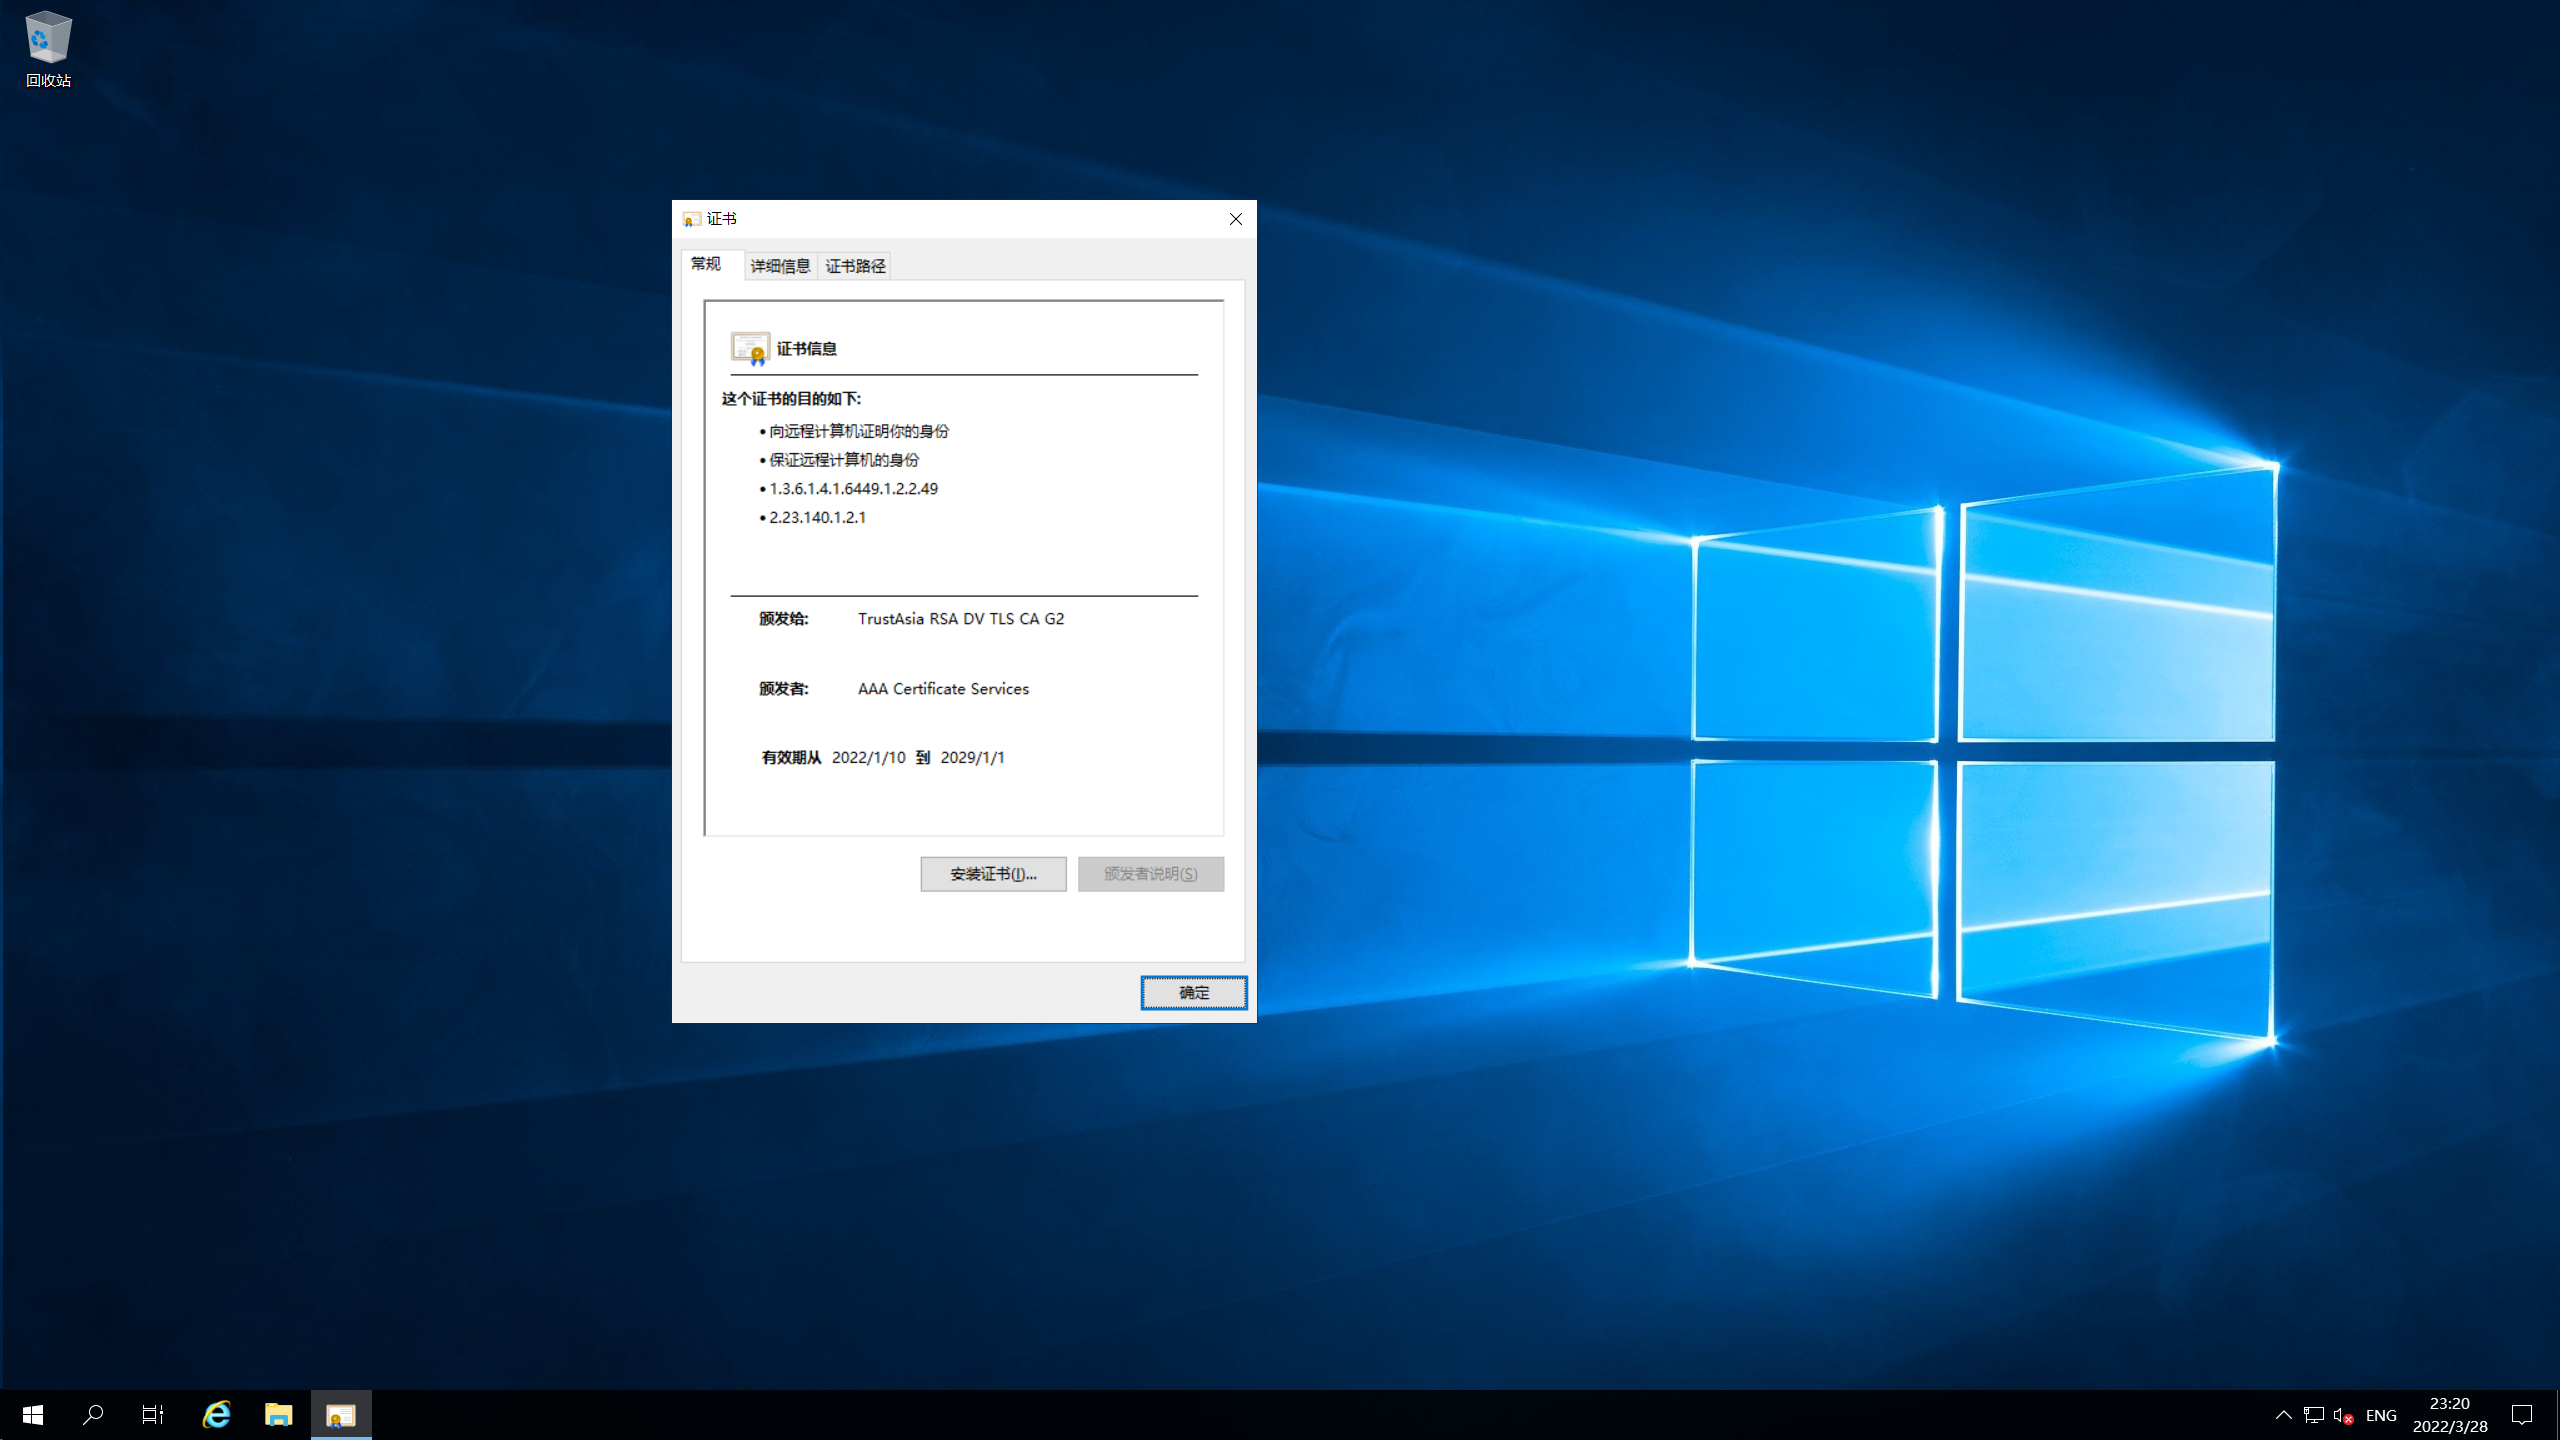 回收站
证书
常规 详细信息 证书路径
证书信息
这个证书的目的如下:
• 向远程计算机证明你的身份
• 保证远程计算机的身份
• 1.3.6.1.4.1.6449.1.2.2.49
• 2.23.140.1.2.1
颁发给: TrustAsia RSA DV TLS CA G2
颁发者: AAA Certificate Services
有效期从 2022/1/10 到 2029/1/1
安装证书(I)... 颁发者说明(S)
确定
ENG
23:20
2022/3/28